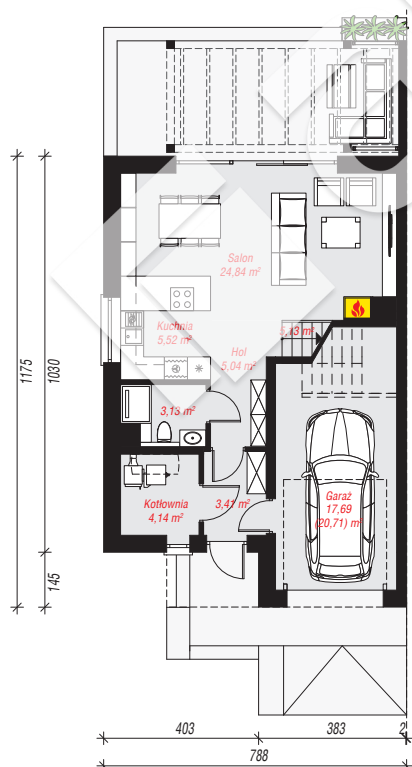 Salon
24,84 m²
Kuchnia
5,52 m²
Hol
5,04 m²
5,13 m²
3,13 m²
Kotłownia
4,14 m²
3,41 m²
Garaż
17,69
(20,71) m²
1175
1030
145
403
383
2
788